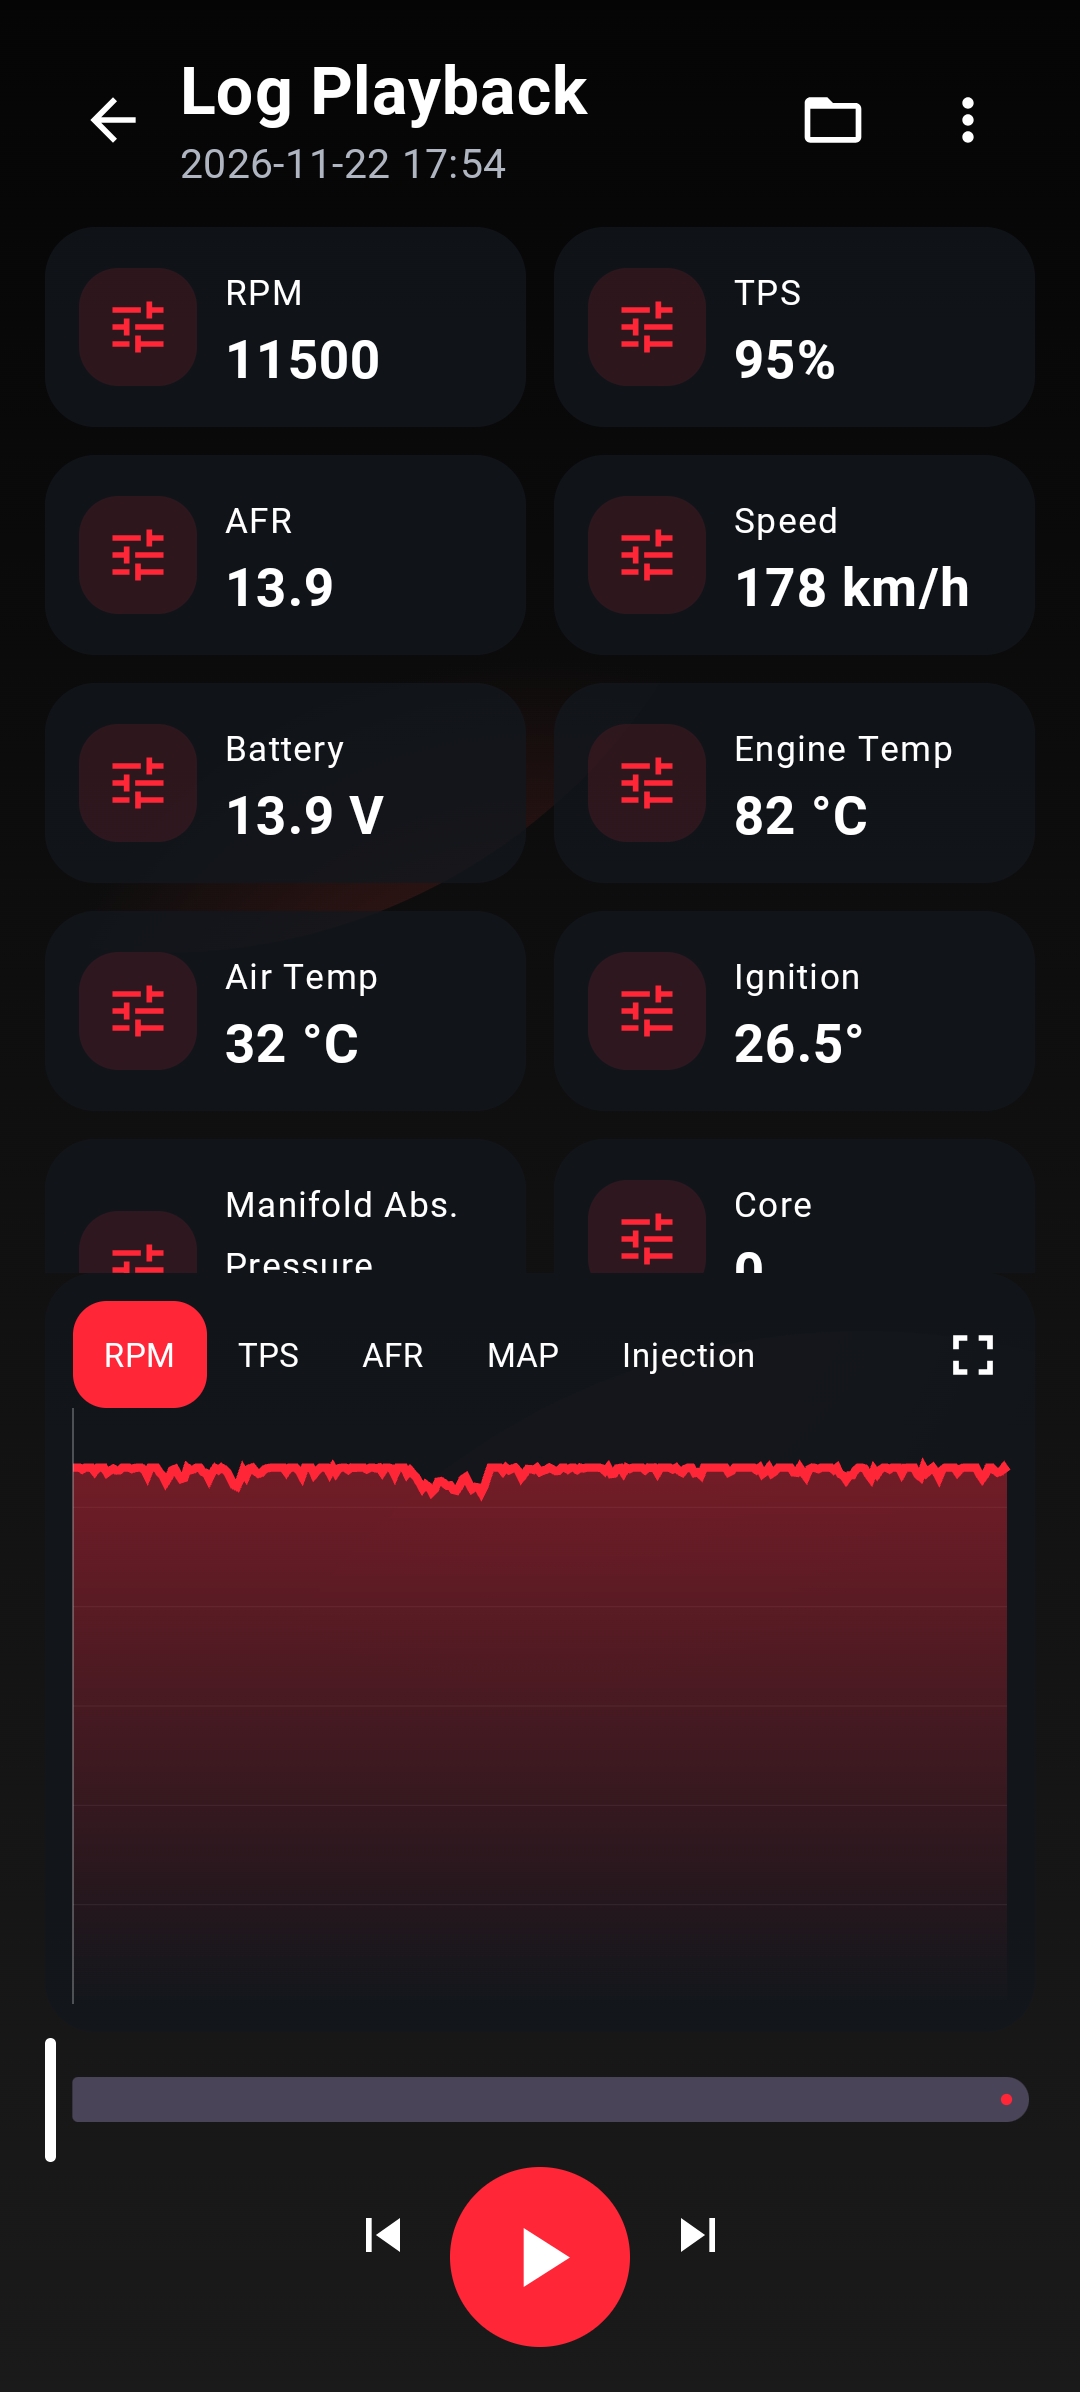 Log Playback
2026-11-22 17:54
RPM
11500
TPS
95%
AFR
13.9
Speed
178 km/h
Battery
13.9 V
Engine Temp
82 °C
Air Temp
32 °C
Ignition
26.5°
Manifold Abs.
Pressure
Core
0
RPM TPS AFR MAP Injection